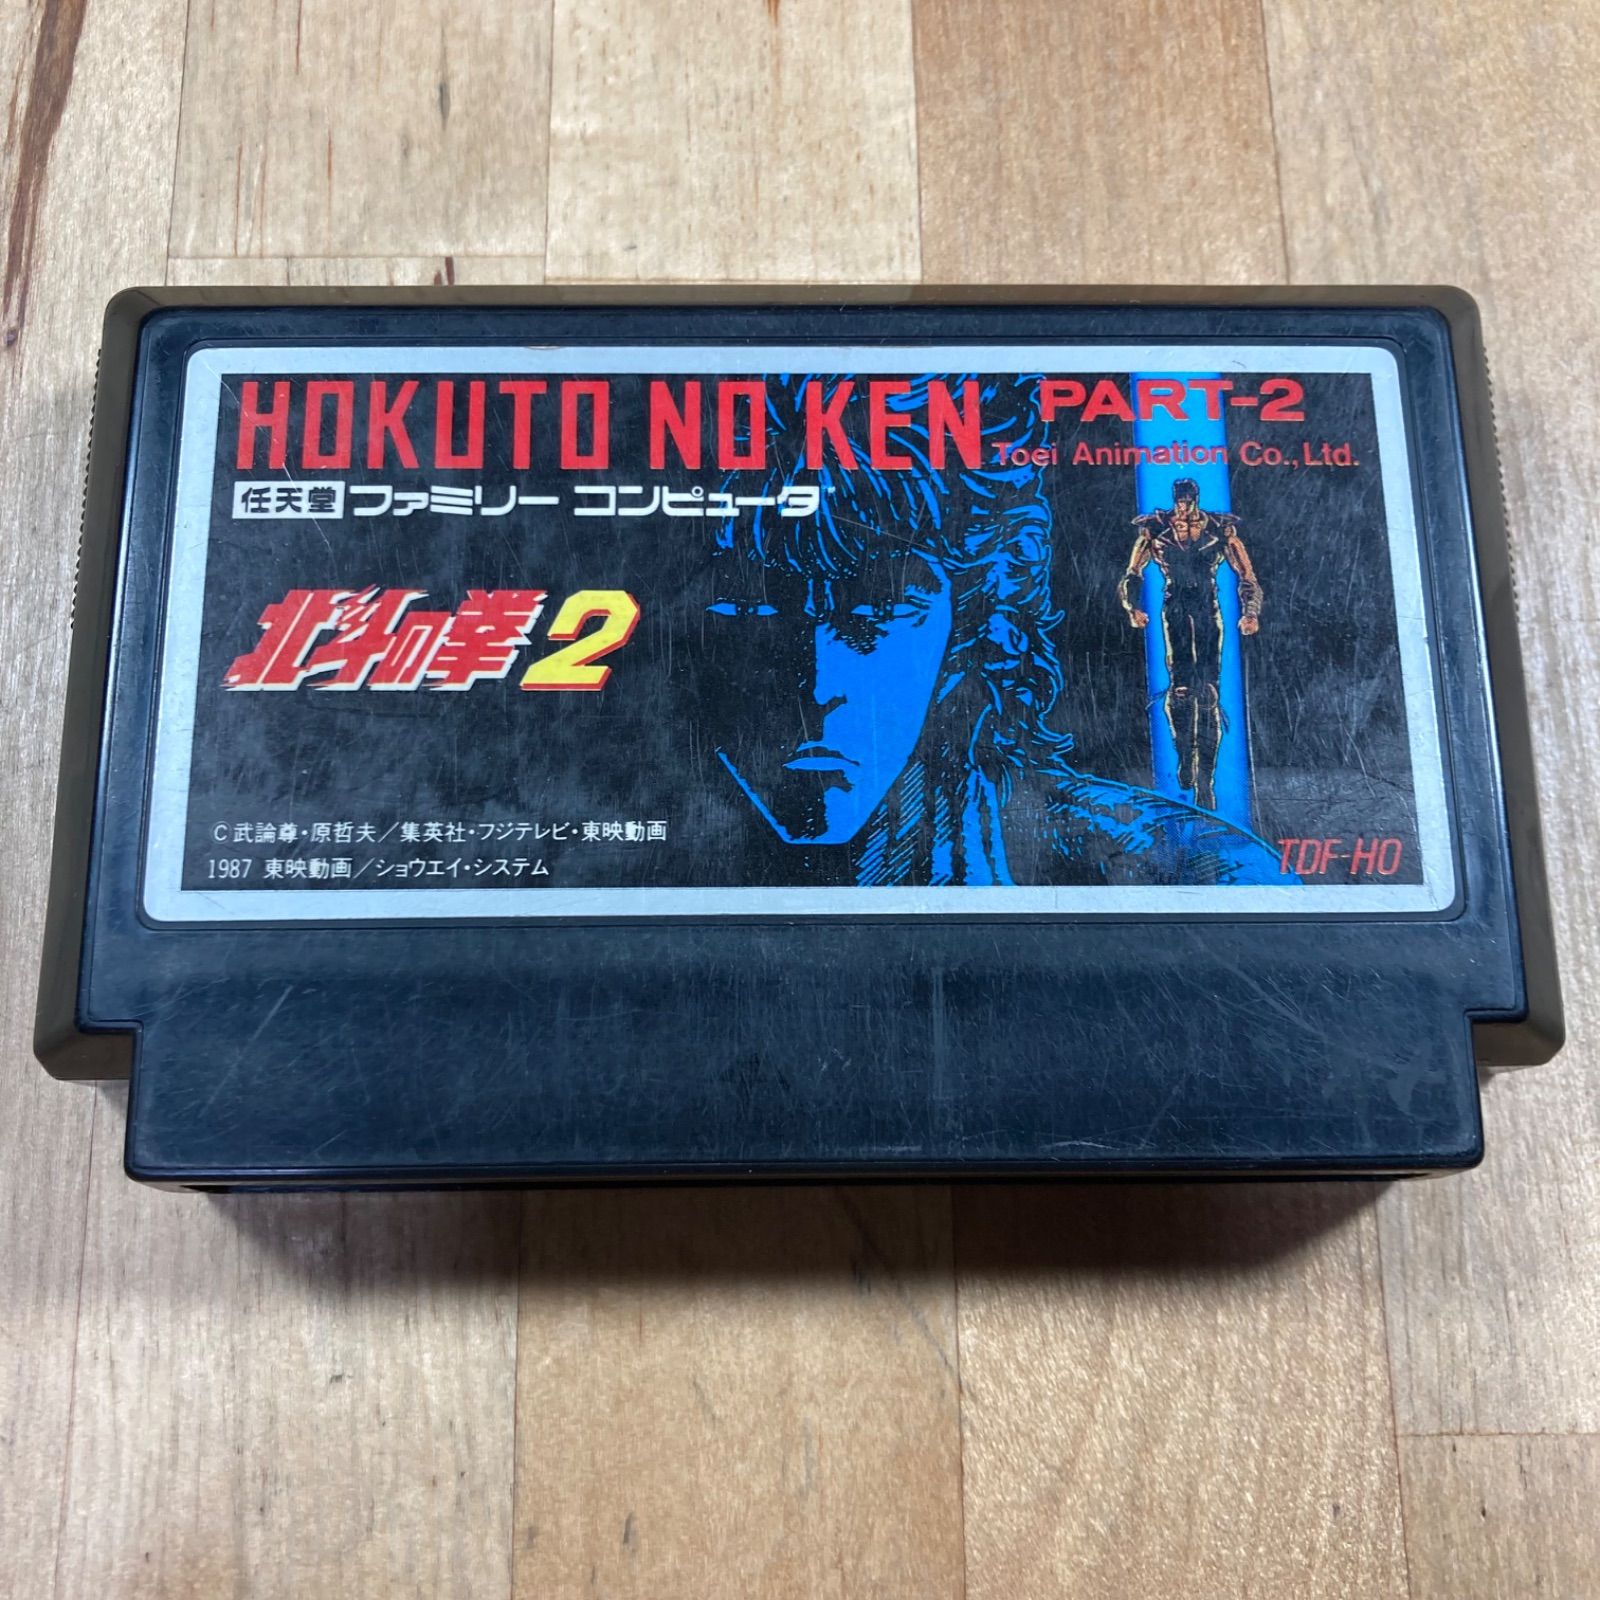 HOKUTO NO KEN PART-2
Toei Animation Co., Ltd.
任天堂 ファミリー コンピュータ™
北斗の拳2
C武論尊・原哲夫／集英社・フジテレビ・東映動画
1987 東映動画／ショウエイ・システム
TDF-HO